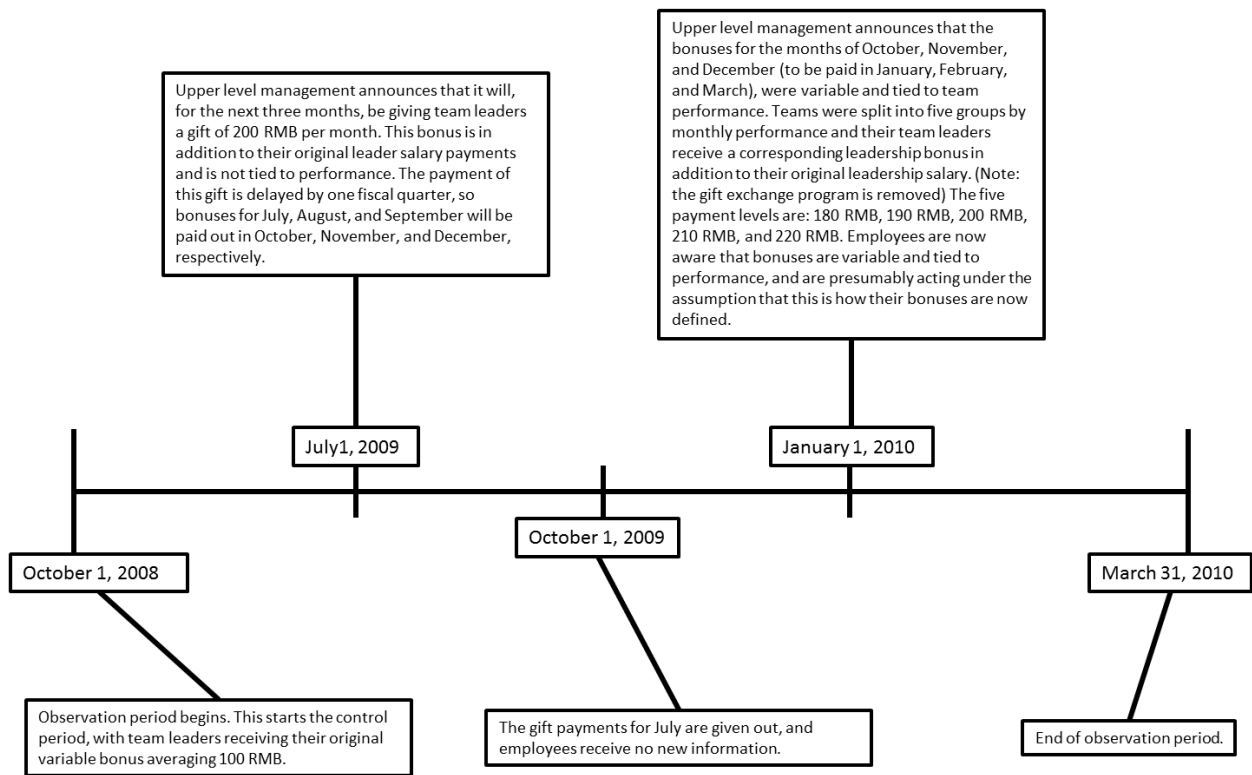 Upper level management announces that it will,
for the next three months, be giving team leaders
a gift of 200 RMB per month. This bonus is in
addition to their original leader salary payments
and is not tied to performance. The payment of
this gift is delayed by one fiscal quarter, so
bonuses for July, August, and September will be
paid out in October, November, and December,
respectively.
Upper level management announces that the
bonuses for the months of October, November,
and December (to be paid in January, February,
and March), were variable and tied to team
performance. Teams were split into five groups by
monthly performance and their team leaders
receive a corresponding leadership bonus in
addition to their original leadership salary. (Note:
the gift exchange program is removed) The five
payment levels are: 180 RMB, 190 RMB, 200 RMB,
210 RMB, and 220 RMB. Employees are now
aware that bonuses are variable and tied to
performance, and are presumably acting under the
assumption that this is how their bonuses are now
defined.
July1, 2009
January 1, 2010
October 1, 2008
October 1, 2009
March 31, 2010
Observation period begins. This starts the control
period, with team leaders receiving their original
variable bonus averaging 100 RMB.
The gift payments for July are given out, and
employees receive no new information.
End of observation period.